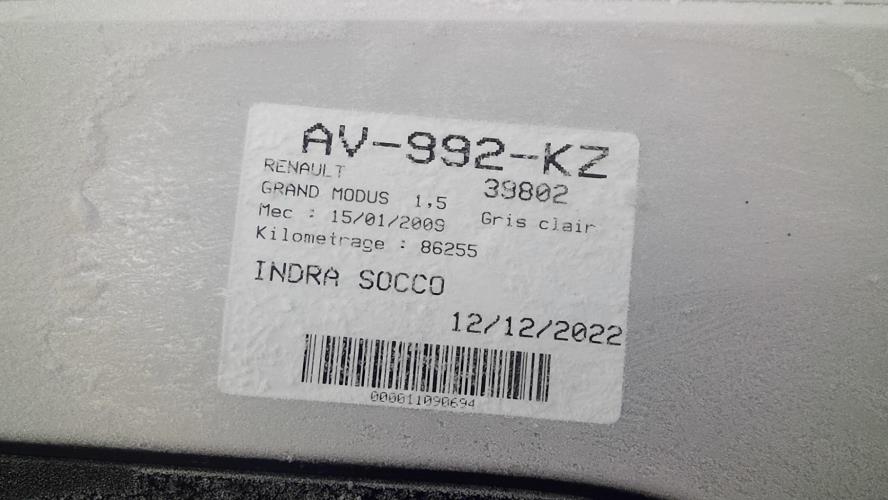 AV-992-KZ
RENAULT
39802
GRAND MODUS 1,5
Gris clair
Mec : 15/01/2009
Kilometrage : 86255
INDRA SOCCO
12/12/2022
000011090694